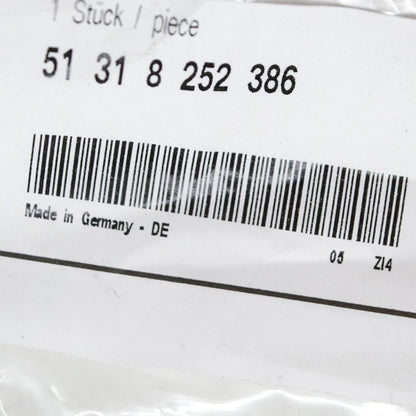 1 Stück / piece
51 31 8 252 386
Made in Germany - DE
05 ZI4